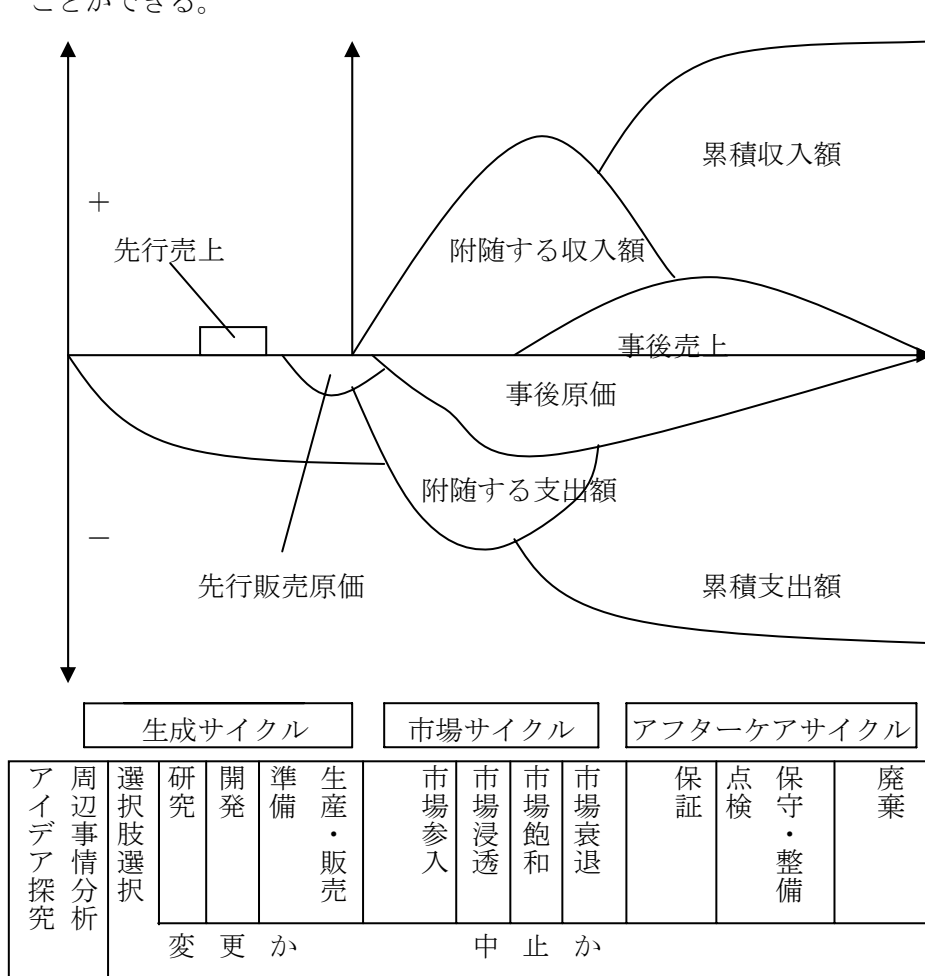 ことができる。
＋
累積収入額
先行売上
附随する収入額
事後売上
事後原価
附随する支出額
－
先行販売原価
累積支出額
生成サイクル
市場サイクル
アフターケアサイクル
アイデア探究
周辺事情分析
選択肢選択
研究
開発
準備
生産・販売
市場参入
市場浸透
市場飽和
市場衰退
保証
点検
保守・整備
廃棄
変更か
中止か